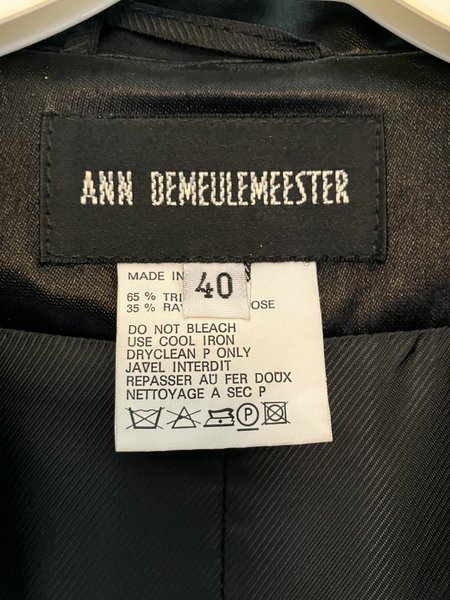 ANN DEMEULEMEESTER
MADE IN
40
65 %
35 %
DO NOT BLEACH
USE COOL IRON
DRYCLEAN P ONLY
JAVEL INTERDIT
REPASSER AU FER DOUX
NETTOYAGE A SEC P
P